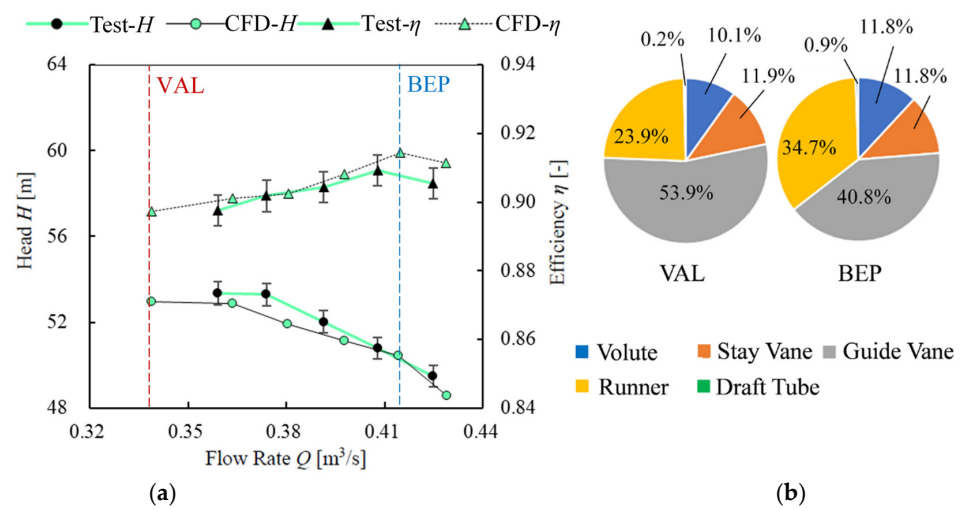 Test-H CFD-H Test-η CFD-η
(a)
64
60
56
52
48
Head H [m]
VAL
BEP
0.94
0.92
0.90
0.88
0.86
0.84
Efficiency η [-]
0.32 0.35 0.38 0.41 0.44
Flow Rate Q [m³/s]
(b)
0.2% 10.1%
11.9%
23.9%
53.9%
VAL
0.9% 11.8%
11.8%
34.7%
40.8%
BEP
Volute Stay Vane Guide Vane
Runner Draft Tube
(a) (b)